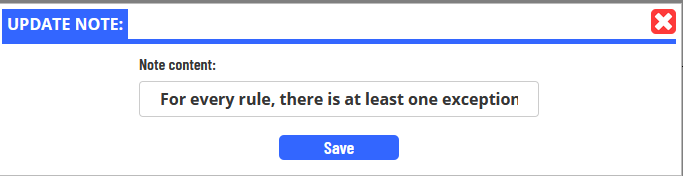 UPDATE NOTE:
Note content:
For every rule, there is at least one exception
Save